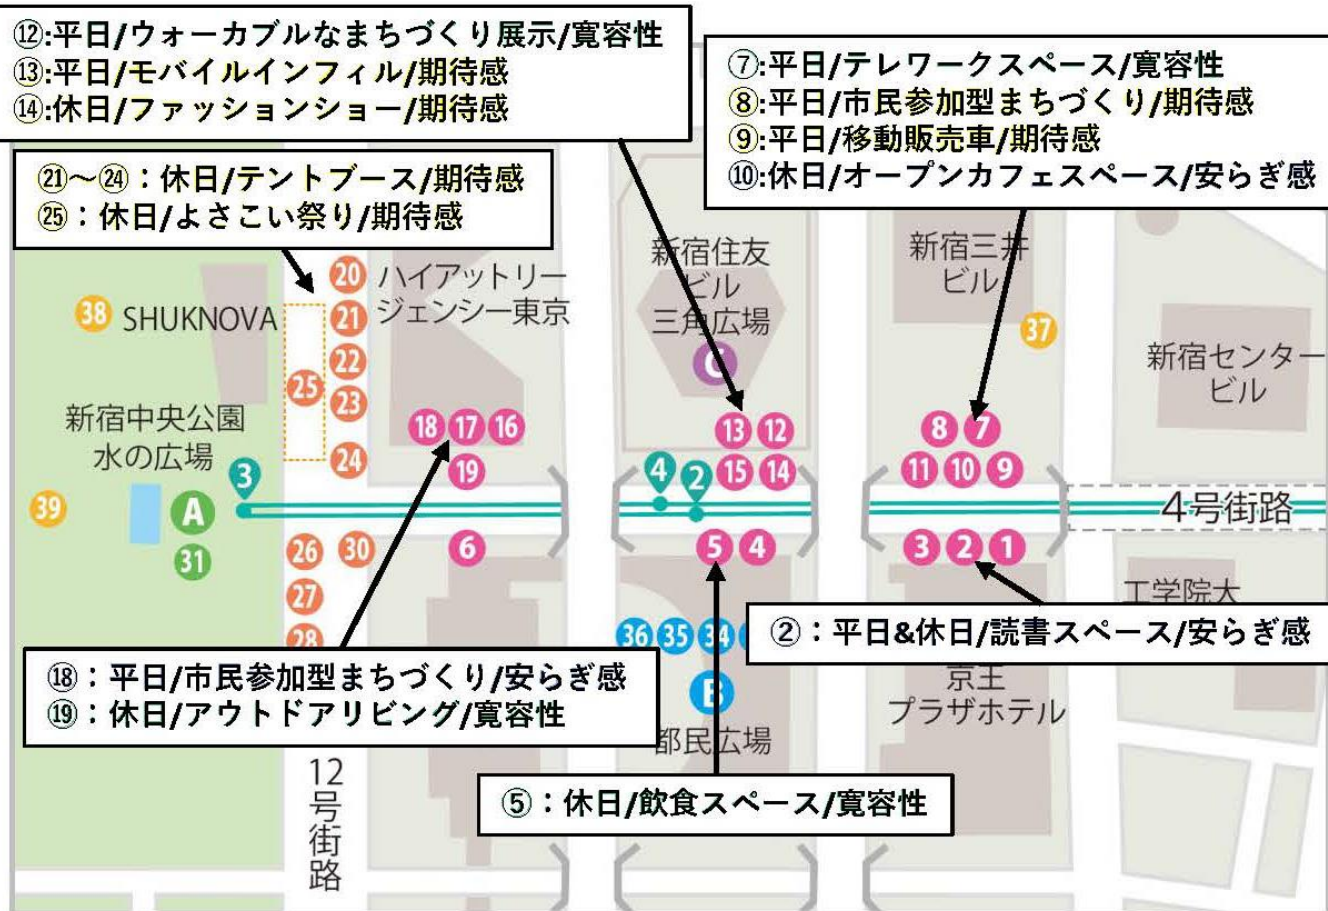 ⑫:平日/ウォーカブルなまちづくり展示/寛容性
⑬:平日/モバイルインフィル/期待感
⑭:休日/ファッションショー/期待感
⑦:平日/テレワークスペース/寛容性
⑧:平日/市民参加型まちづくり/期待感
⑨:平日/移動販売車/期待感
⑩:休日/オープンカフェスペース/安らぎ感
㉑～㉔：休日/テントブース/期待感
㉕：休日/よさこい祭り/期待感
38 SHUKNOVA
20
21
22
25
23
24
ハイアットリー
ジェンシー東京
新宿住友
ビル
三角広場
C
新宿三井
ビル
37
新宿センター
ビル
新宿中央公園
水の広場
18 17 16
19
13 12
15 14
8 7
11 10 9
3
4
2
39
A
31
4号街路
26 30
27
28
6
5 4
3 2 1
工学院大
36 35 34
②：平日&休日/読書スペース/安らぎ感
⑱：平日/市民参加型まちづくり/安らぎ感
⑲：休日/アウトドアリビング/寛容性
B
都民広場
京王
プラザホテル
12号街路
⑤：休日/飲食スペース/寛容性